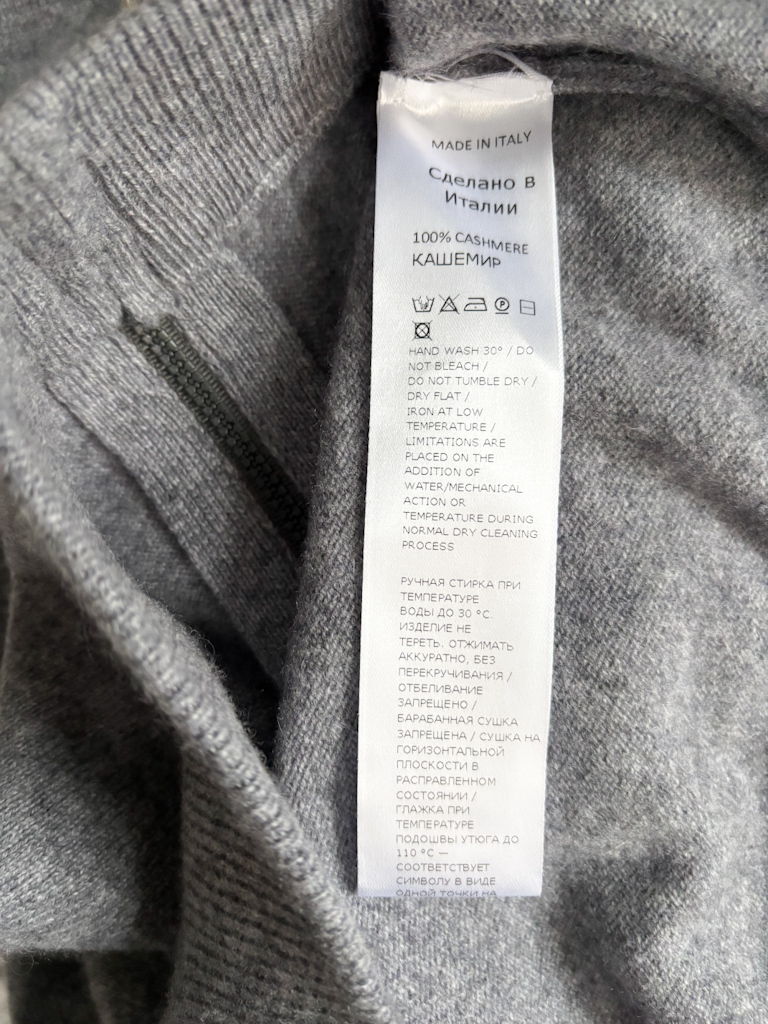 MADE IN ITALY
Сделано в
Италии
100% CASHMERE
КАШЕМИР
HAND WASH 30° / DO
NOT BLEACH /
DO NOT TUMBLE DRY /
DRY FLAT /
IRON AT LOW
TEMPERATURE /
LIMITATIONS ARE
PLACED ON THE
ADDITION OF
WATER/MECHANICAL
ACTION OR
TEMPERATURE DURING
NORMAL DRY CLEANING
PROCESS
РУЧНАЯ СТИРКА ПРИ
ТЕМПЕРАТУРЕ
ВОДЫ ДО 30 °C.
ИЗДЕЛИЕ НЕ
ТЕРЕТЬ. ОТЖИМАТЬ
АККУРАТНО, БЕЗ
ПЕРЕКРУЧИВАНИЯ /
ОТБЕЛИВАНИЕ
ЗАПРЕЩЕНО /
БАРАБАННАЯ СУШКА
ЗАПРЕЩЕНА / СУШКА НА
ГОРИЗОНТАЛЬНОЙ
ПЛОСКОСТИ В
РАСПРАВЛЕННОМ
СОСТОЯНИИ /
ГЛАЖКА ПРИ
ТЕМПЕРАТУРЕ
ПОДОШВЫ УТЮГА ДО
110 °C —
СООТВЕТСТВУЕТ
СИМВОЛУ В ВИДЕ
ОДНОЙ ТОЧКИ НА